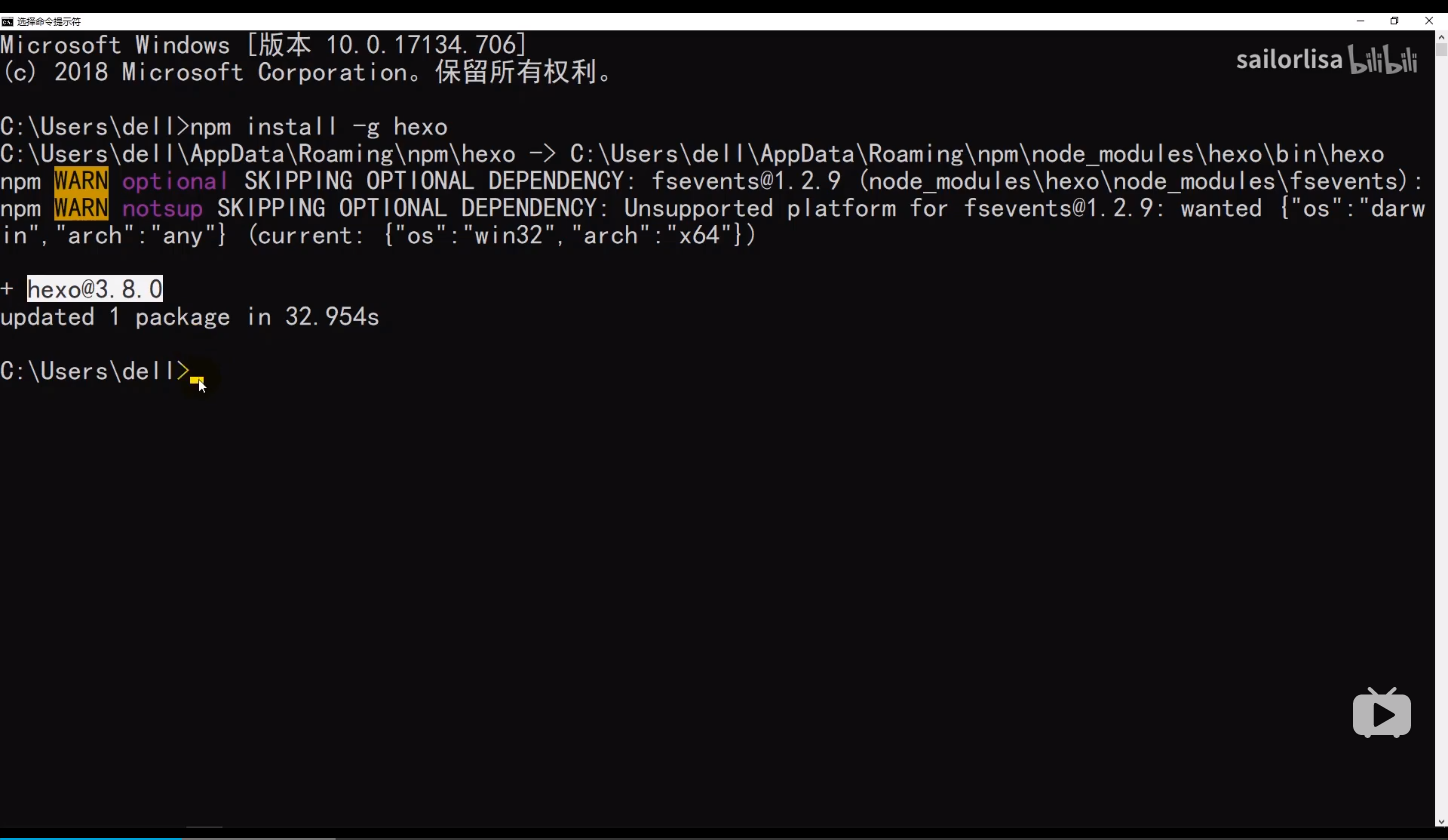 选择命令提示符
Microsoft Windows [版本 10.0.17134.706]
(c) 2018 Microsoft Corporation。保留所有权利。
sailorlisa bilibili
C:\Users\dell>npm install -g hexo
C:\Users\dell\AppData\Roaming\npm\hexo -> C:\Users\dell\AppData\Roaming\npm\node_modules\hexo\bin\hexo
npm WARN optional SKIPPING OPTIONAL DEPENDENCY: fsevents@1.2.9 (node_modules\hexo\node_modules\fsevents):
npm WARN notsup SKIPPING OPTIONAL DEPENDENCY: Unsupported platform for fsevents@1.2.9: wanted {"os":"darw
in","arch":"any"} (current: {"os":"win32","arch":"x64"})
+ hexo@3.8.0
updated 1 package in 32.954s
C:\Users\dell>